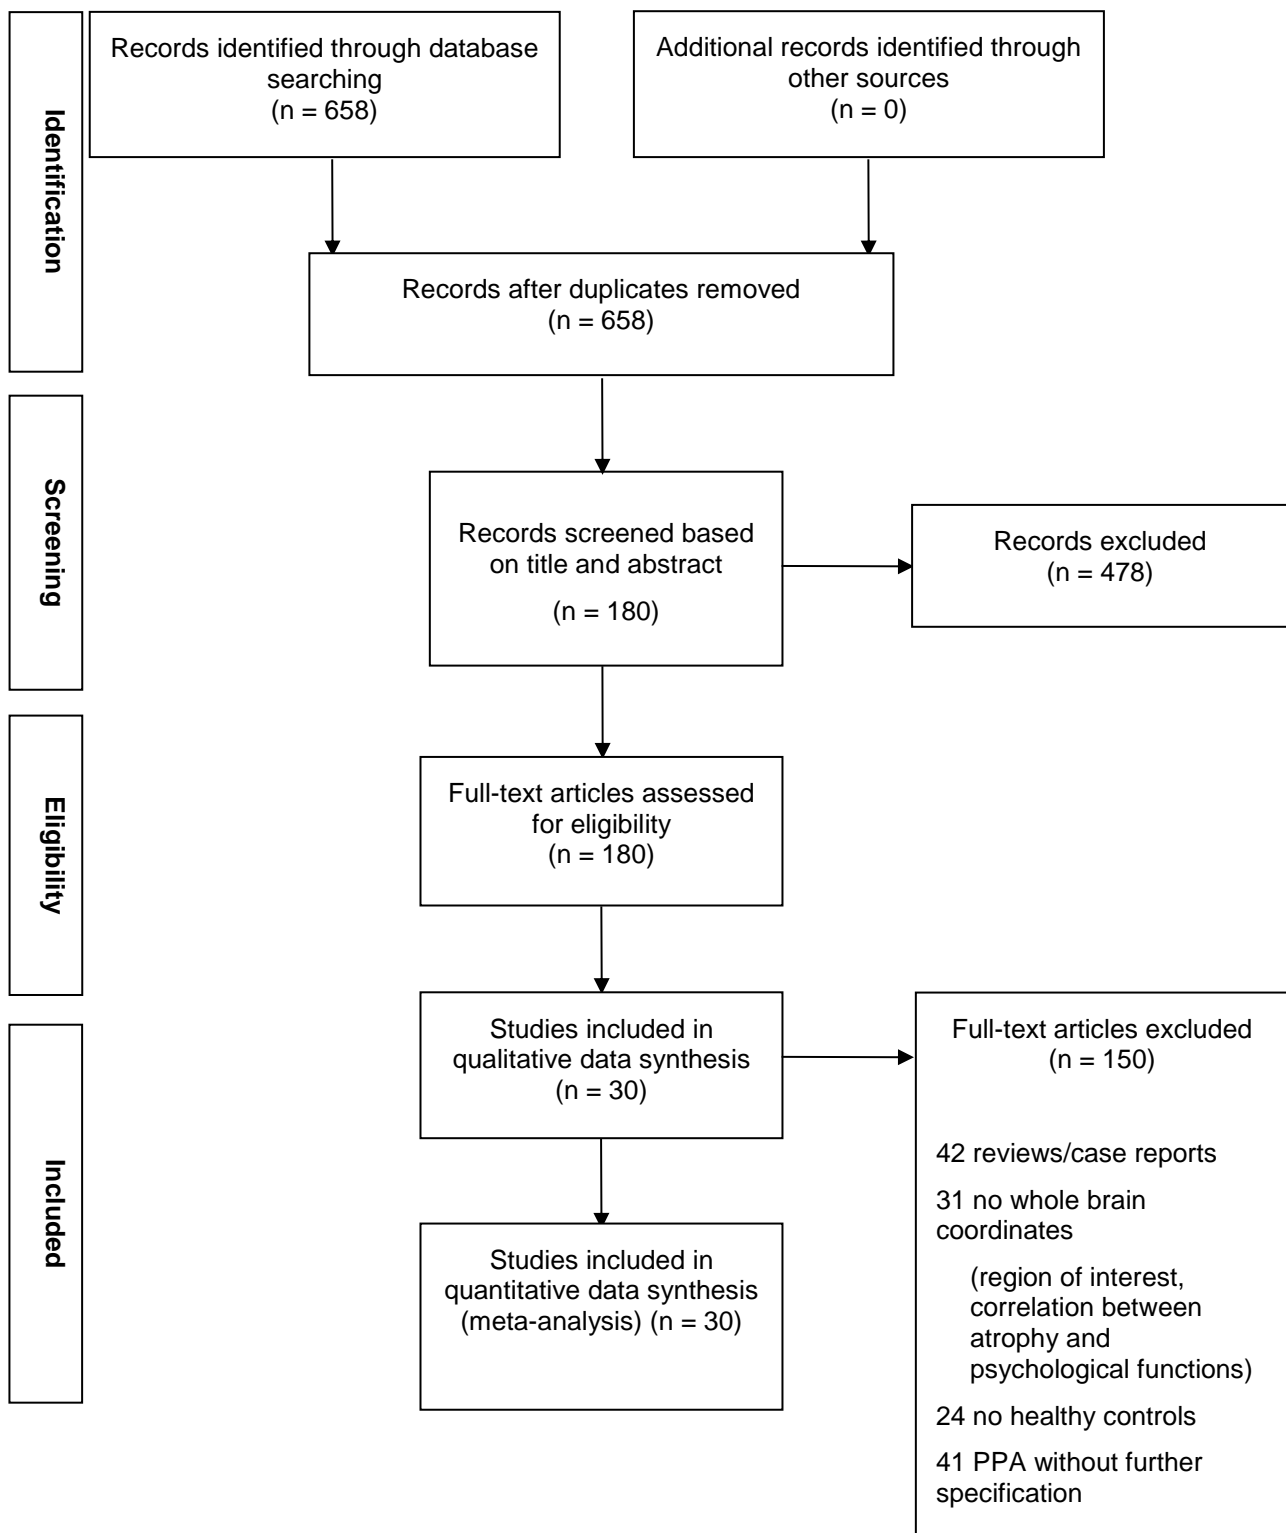 Identification
Records identified through database
searching
(n = 658)
Additional records identified through
other sources
(n = 0)
Records after duplicates removed
(n = 658)
Screening
Records screened based
on title and abstract
(n = 180)
Records excluded
(n = 478)
Eligibility
Full-text articles assessed
for eligibility
(n = 180)
Included
Studies included in
qualitative data synthesis
(n = 30)
Full-text articles excluded
(n = 150)
42 reviews/case reports
31 no whole brain
coordinates
(region of interest,
correlation between
atrophy and
psychological functions)
24 no healthy controls
41 PPA without further
specification
Studies included in
quantitative data synthesis
(meta-analysis) (n = 30)